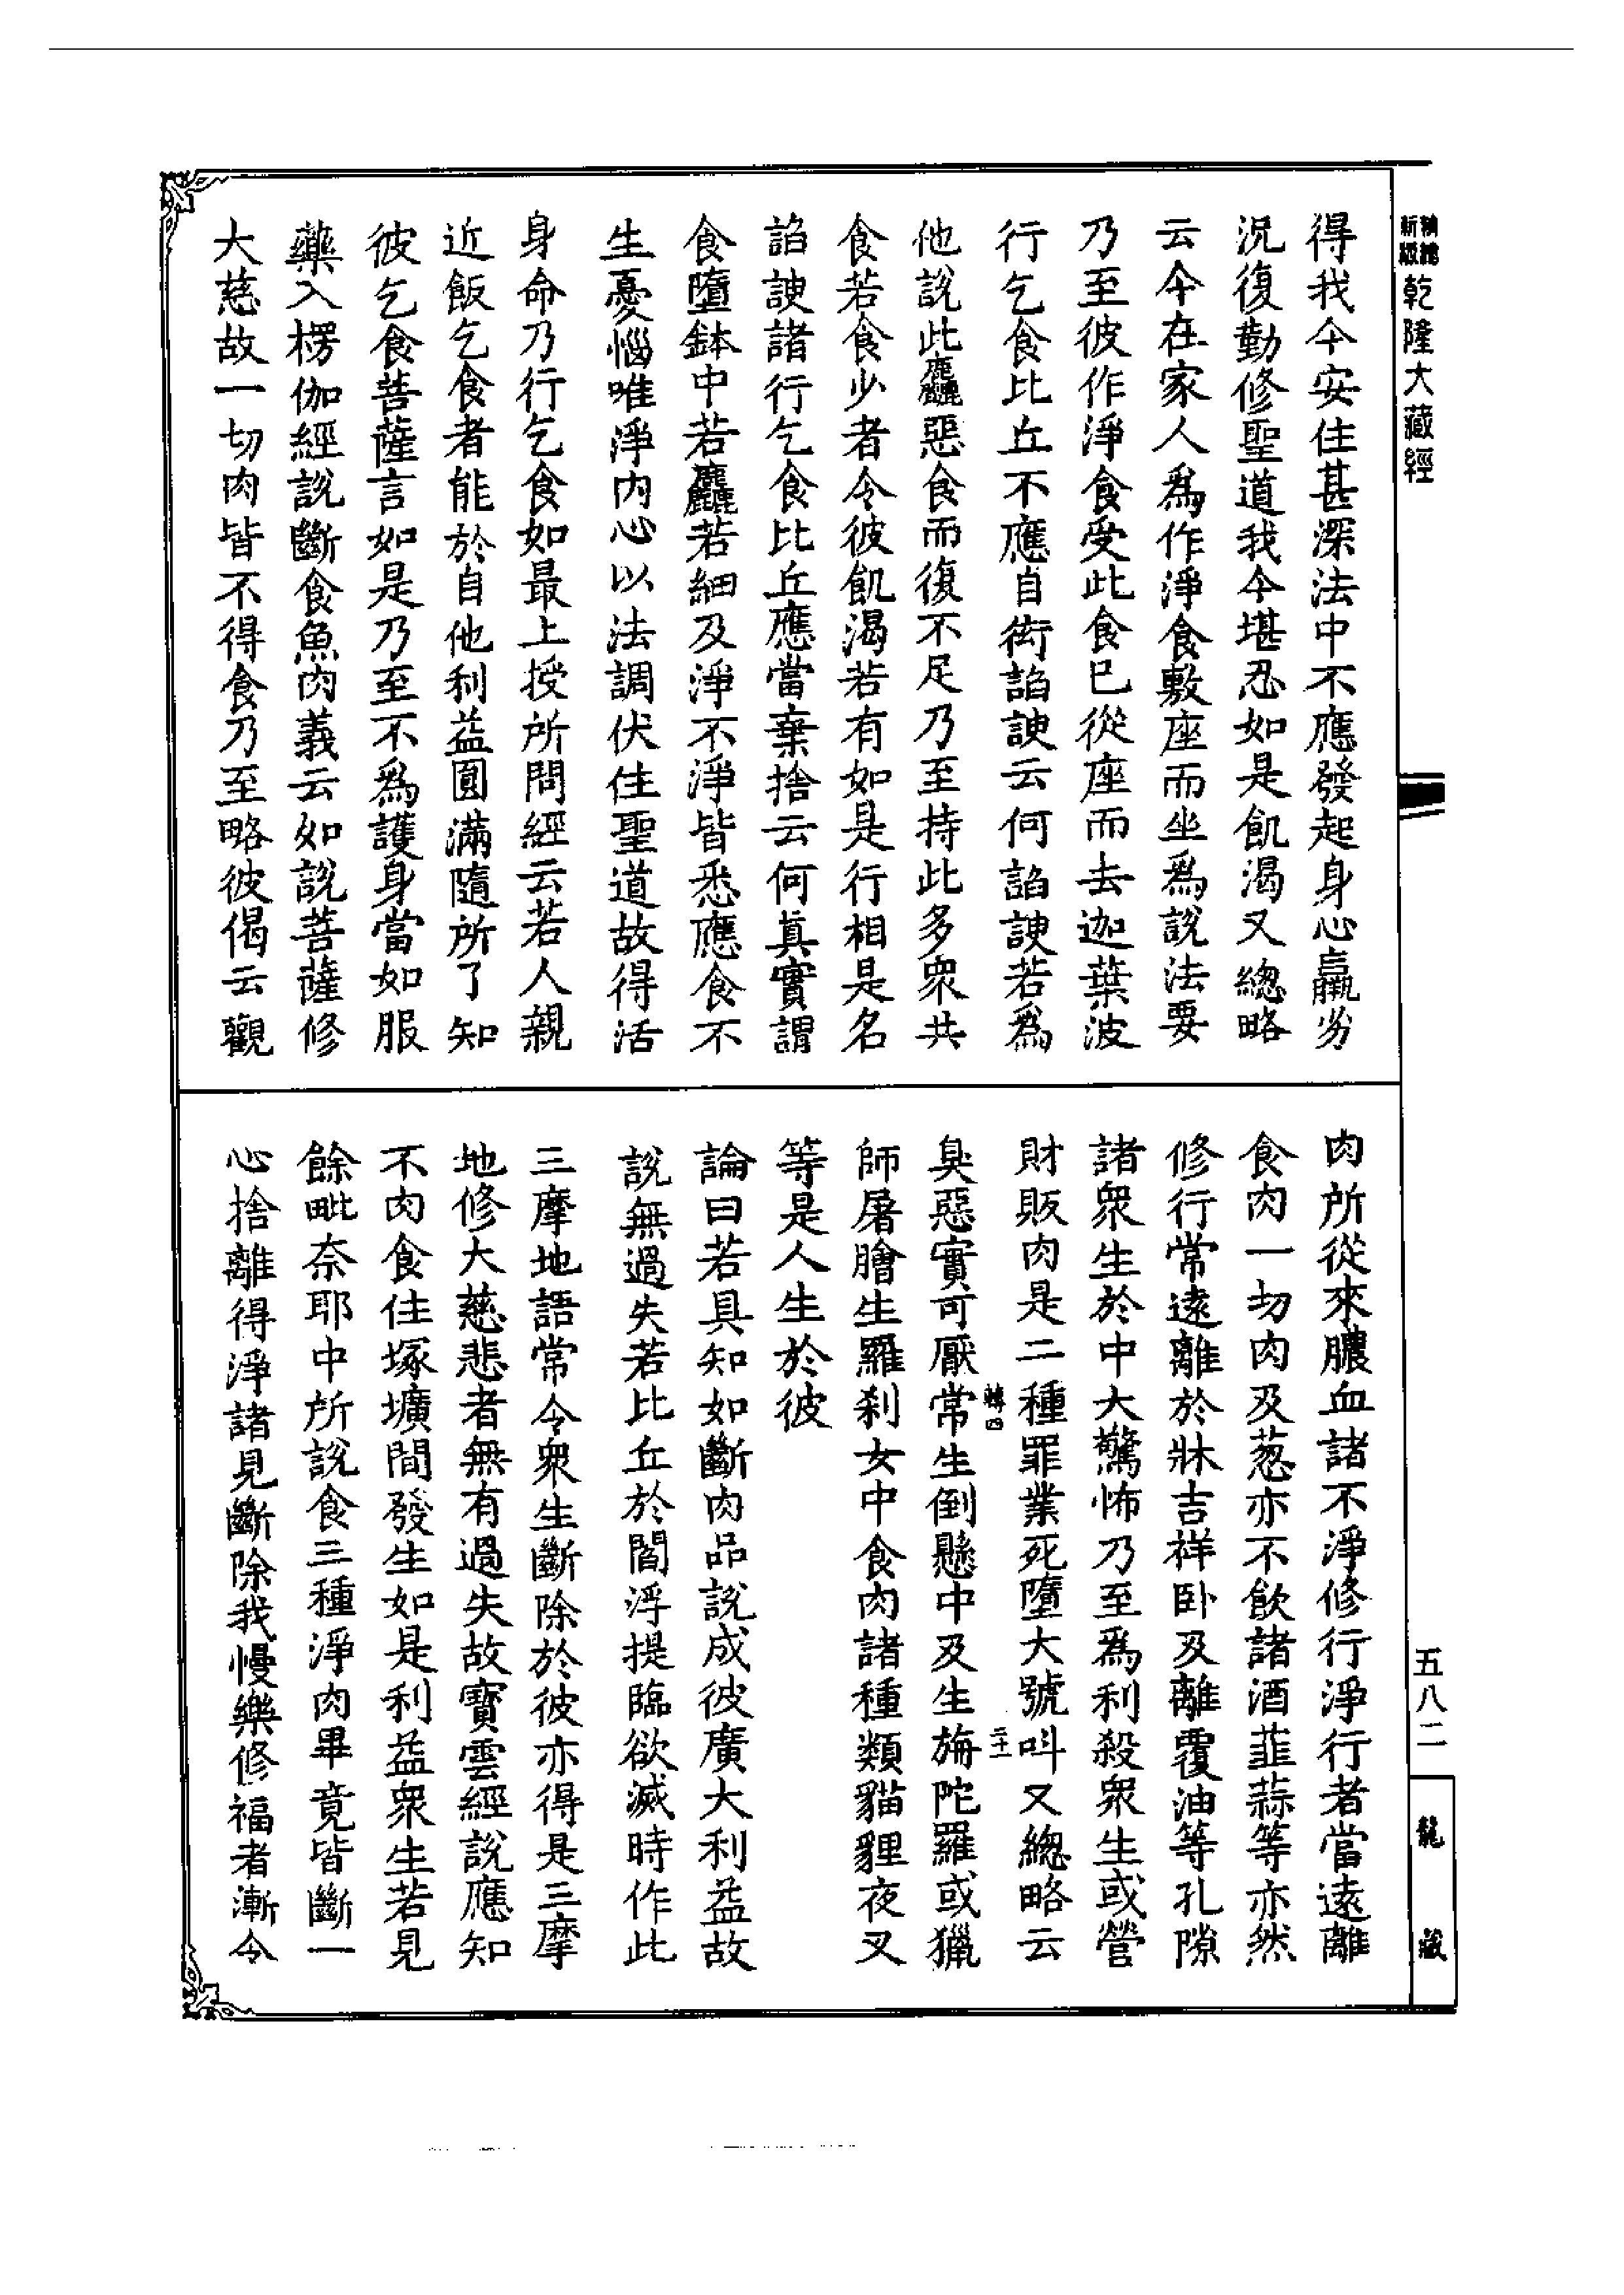 精繕新版乾隆大藏經
得我今安住甚深法中不應發起身心羸劣
況復勤修聖道我今堪忍如是飢渴又總略
云今在家人爲作淨食敷座而坐爲說法要
乃至彼作淨食受此食已從座而去迦葉波
行乞食比丘不應自衒諂諛云何諂諛若爲
他說此麤惡食而復不足乃至持此多衆共
食若食少者令彼飢渴若有如是行相是名
諂諛諸行乞食比丘應當棄捨云何眞實謂
食墮鉢中若麤若細及淨不淨皆悉應食不
生憂惱唯淨內心以法調伏住聖道故得活
身命乃行乞食如最上授所問經云若人親
近飯乞食者能於自他利益圓滿隨所了知
彼乞食菩薩言如是乃至不爲護身當如服
藥入楞伽經說斷食魚肉義云如說菩薩修
大慈故一切肉皆不得食乃至略彼偈云觀
肉所從來膿血諸不淨修行淨行者當遠離
食肉一切肉及葱亦不飲諸酒韮蒜等亦然
修行常遠離於牀吉祥卧及離覆油等孔隙
諸衆生於中大驚怖乃至爲利殺衆生或營
財販肉是二種罪業死墮大號叫又總略云
臭惡實可厭常生倒懸中及生旃陀羅或獵
師屠膾生羅刹女中食肉諸種類貓貍夜叉
等是人生於彼
論曰若具知如斷肉品說成彼廣大利益故
說無過失若比丘於閻浮提臨欲滅時作此
三摩地語常令衆生斷除於彼亦得是三摩
地修大慈悲者無有過失故寶雲經說應知
不肉食住塚壙間發生如是利益衆生若見
餘毗奈耶中所說食三種淨肉畢竟皆斷一
心捨離得淨諸見斷除我慢樂修福者漸令
五八二
龍藏